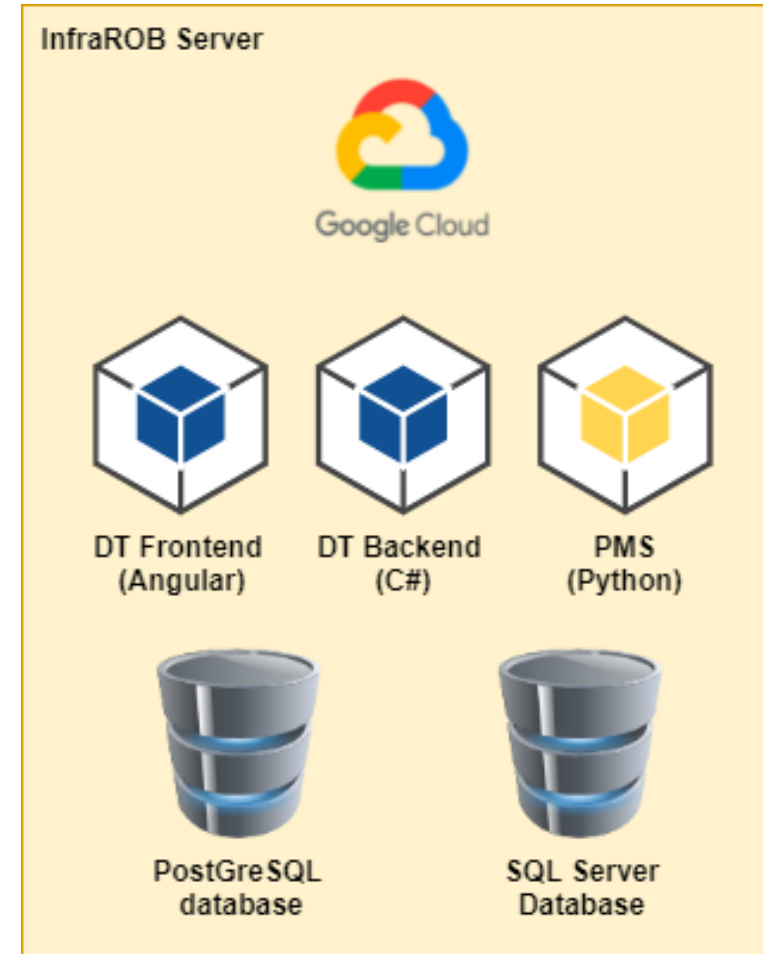 InfraROB Server
Google Cloud
DT Frontend
(Angular)
DT Backend
(C#)
PMS
(Python)
PostGreSQL
database
SQL Server
Database